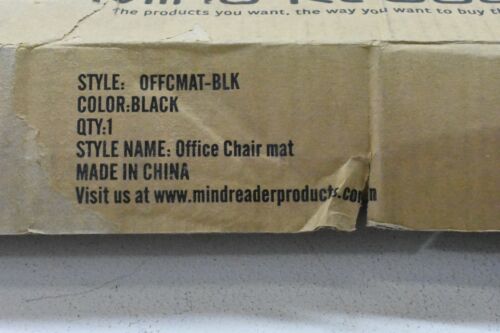 The products you want, the way you want to buy th
STYLE: OFFCMAT-BLK
COLOR:BLACK
QTY:1
STYLE NAME: Office Chair mat
MADE IN CHINA
Visit us at www.mindreaderproducts.com